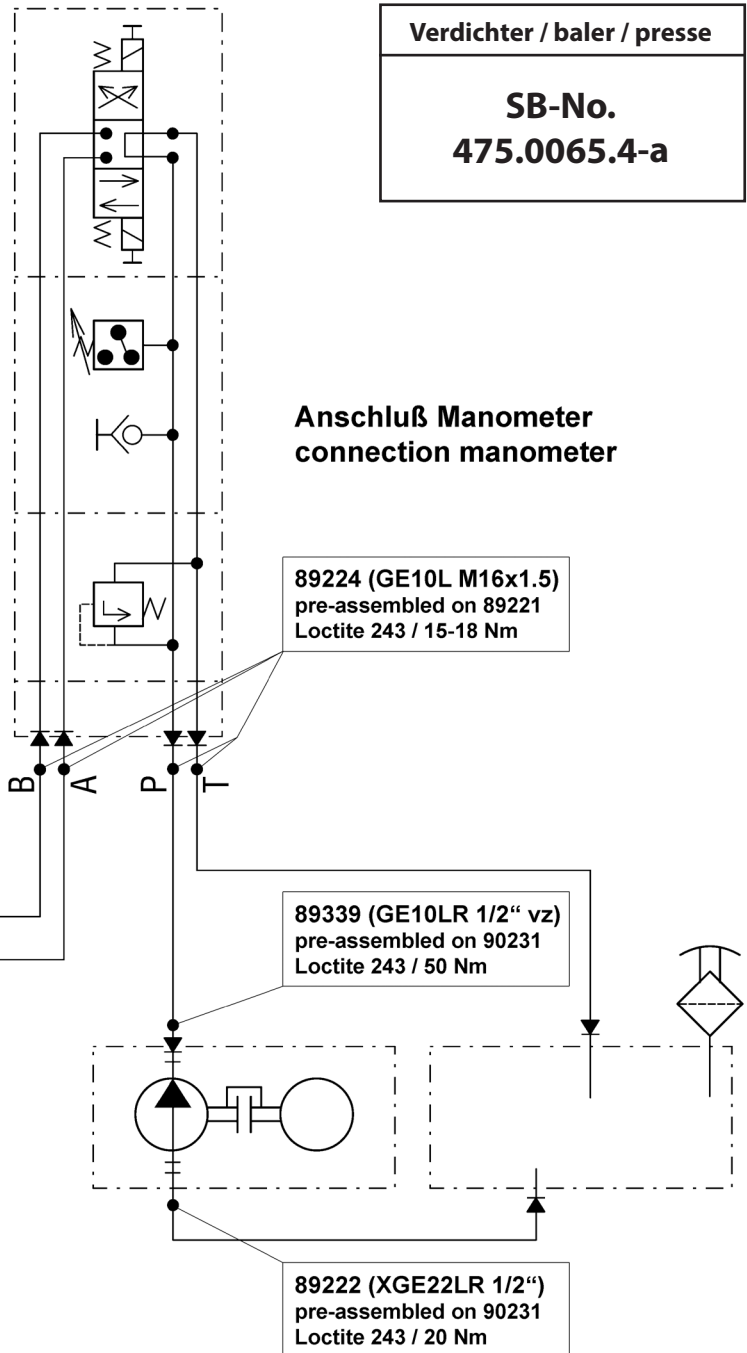 Verdichter / baler / presse
SB-No.
475.0065.4-a
Anschluß Manometer
connection manometer
89224 (GE10L M16x1.5)
pre-assembled on 89221
Loctite 243 / 15-18 Nm
B
A
P
T
89339 (GE10LR 1/2“ vz)
pre-assembled on 90231
Loctite 243 / 50 Nm
89222 (XGE22LR 1/2“)
pre-assembled on 90231
Loctite 243 / 20 Nm